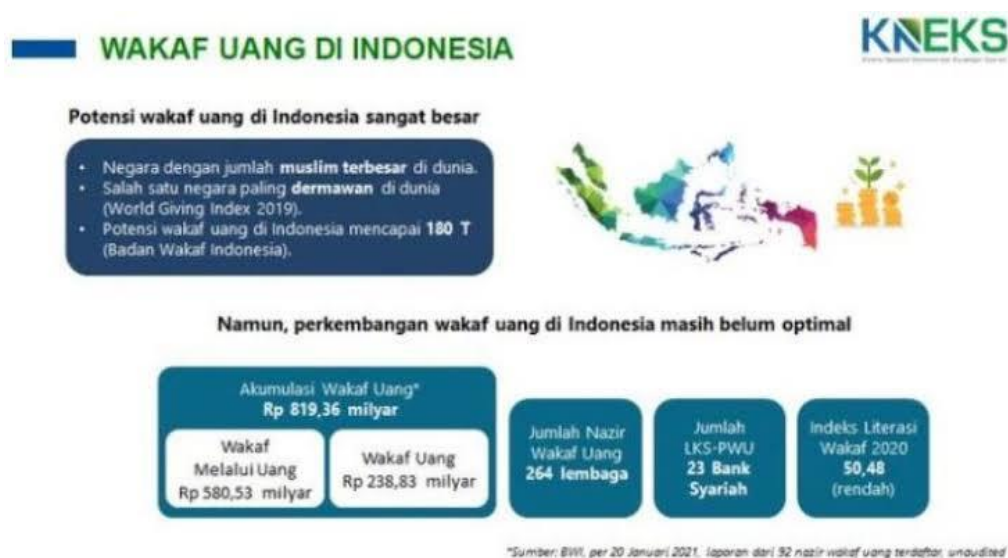 WAKAF UANG DI INDONESIA
KNEKS
Potensi wakaf uang di Indonesia sangat besar
• Negara dengan jumlah muslim terbesar di dunia.
• Salah satu negara paling dermawan di dunia
(World Giving Index 2019).
• Potensi wakaf uang di Indonesia mencapai 180 T
(Badan Wakaf Indonesia).
Namun, perkembangan wakaf uang di Indonesia masih belum optimal
Akumulasi Wakaf Uang*
Rp 819,36 milyar
Wakaf
Melalui Uang
Rp 580,53 milyar
Wakaf Uang
Rp 238,83 milyar
Jumlah Nazir
Wakaf Uang
264 lembaga
Jumlah
LKS-PWU
23 Bank
Syariah
Indeks Literasi
Wakaf 2020
50,48
(rendah)
*Sumber: BWI, per 20 Januari 2021, laporan dari 92 nazir wakaf uang terdaftar, unaudited